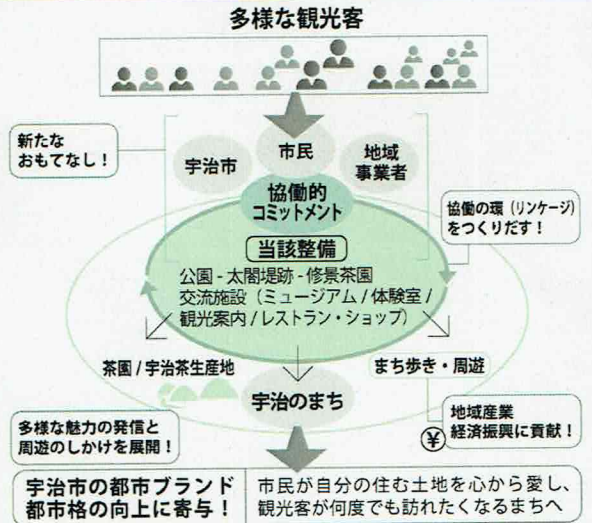 多様な観光客
新たな
おもてなし！
宇治市
市民
地域
事業者
協働的
コミットメント
協働の環（リンケージ）
をつくりだす！
当該整備
公園 - 太閤堤跡 - 修景茶園
交流施設（ミュージアム / 体験室 /
観光案内 / レストラン・ショップ）
茶園 / 宇治茶生産地
まち歩き・周遊
宇治のまち
多様な魅力の発信と
周遊のしかけを展開！
地域産業
経済振興に貢献！
¥
宇治市の都市ブランド
都市格の向上に寄与！
市民が自分の住む土地を心から愛し、
観光客が何度でも訪れたくなるまちへ